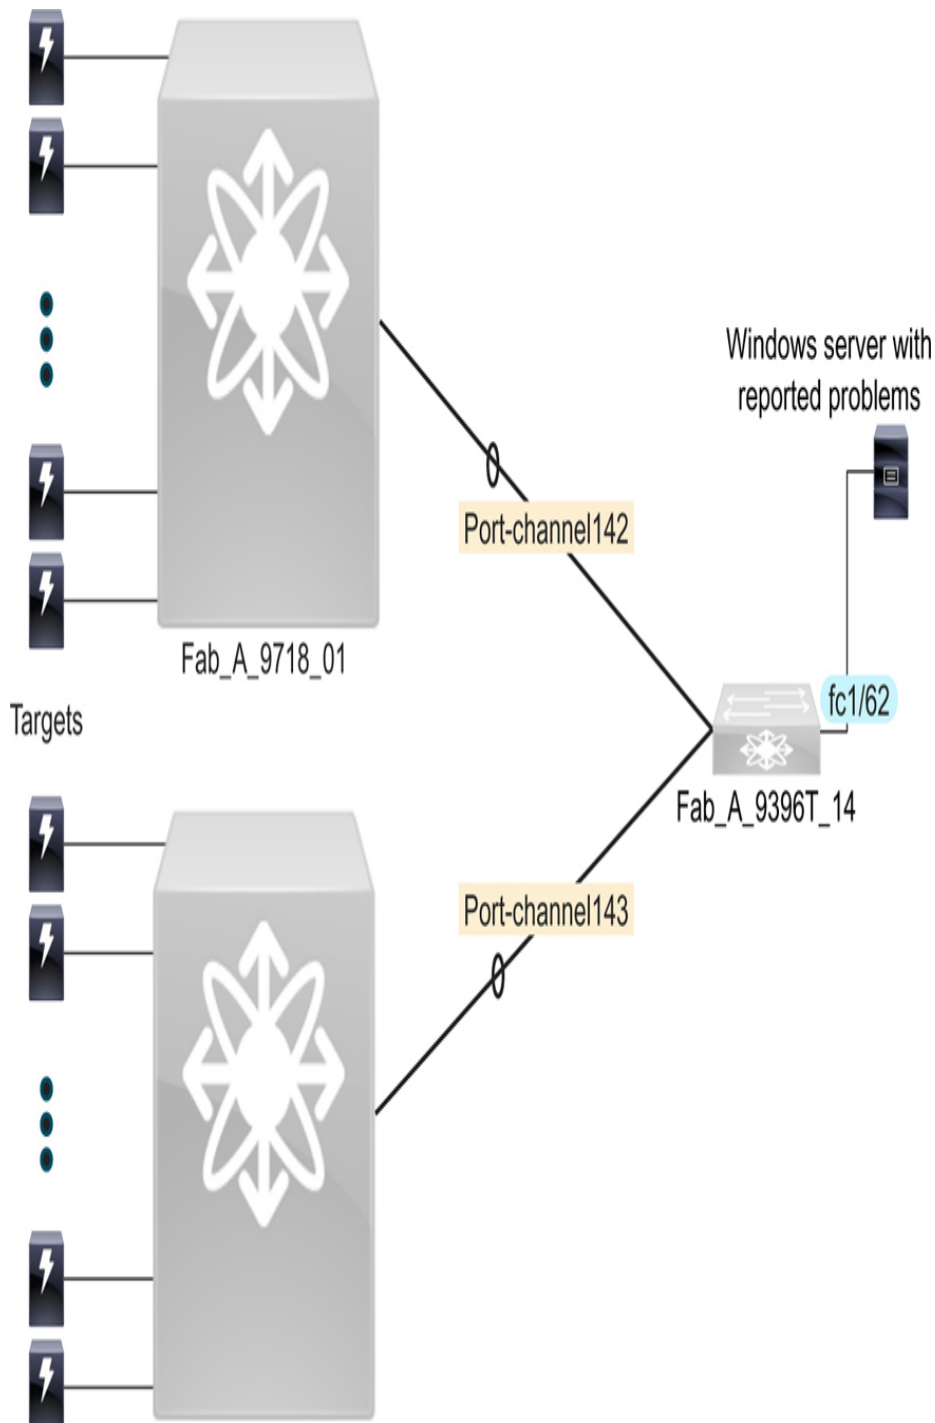 Windows server with
reported problems
Port-channel142
Fab_A_9718_01
fc1/62
Targets
Fab_A_9396T_14
Port-channel143